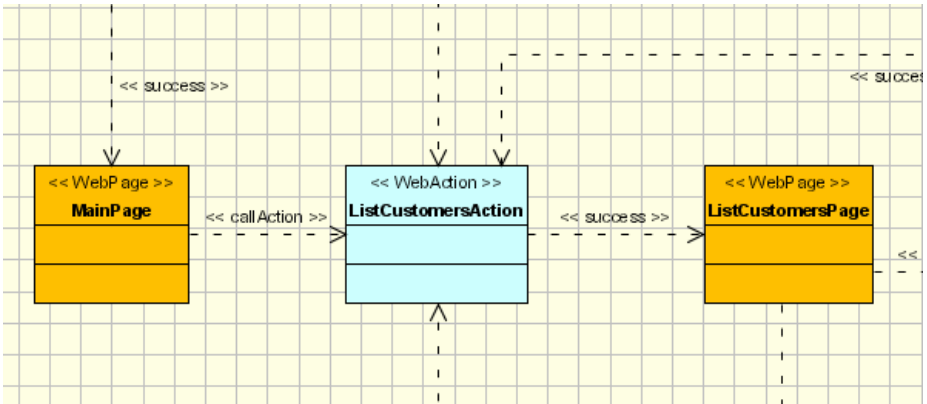 << succes
<< success >>
<< WebPage >>
MainPage
<< callAction >>
<< WebAction >>
ListCustomersAction
<< success >>
<< WebPage >>
ListCustomersPage
<<